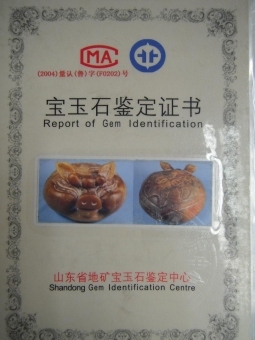 MA
(2004)量认(鲁)字(F0202)号
宝玉石鉴定证书
Report of Gem Identification
山东省地矿宝玉石鉴定中心
Shandong Gem Identification Centre